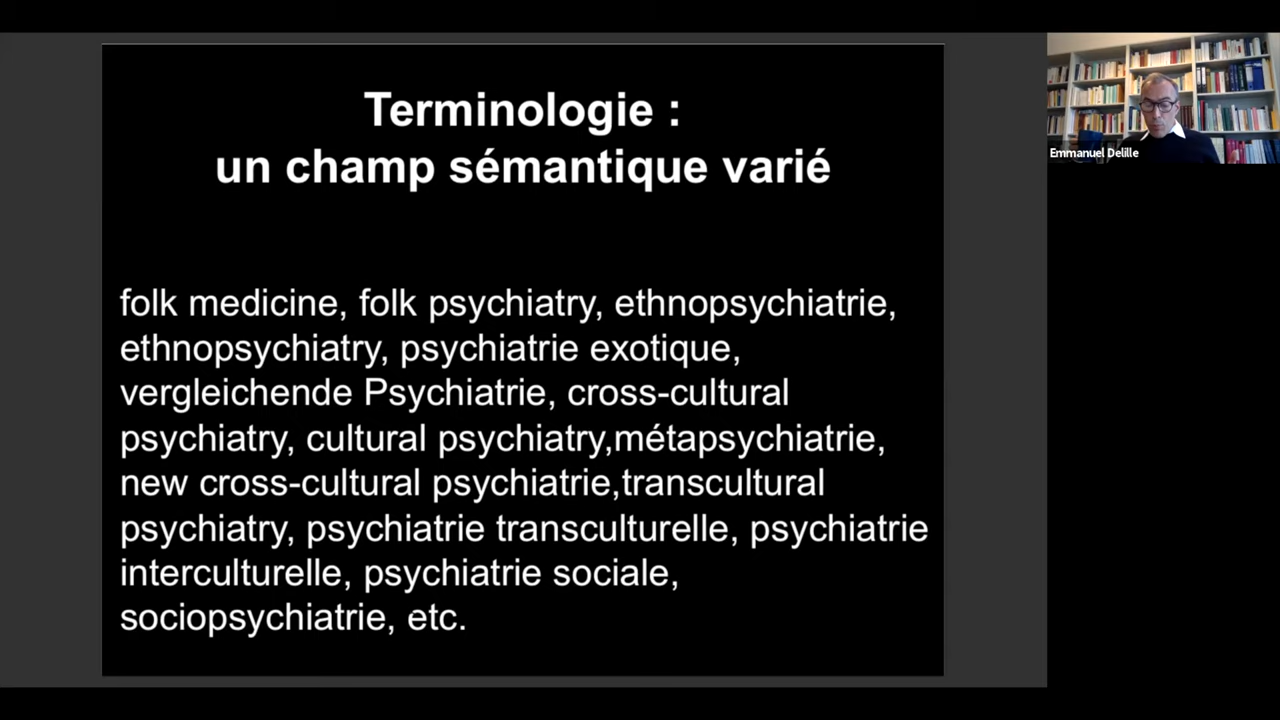 Terminologie :
un champ sémantique varié
folk medicine, folk psychiatry, ethnopsychiatrie,
ethnopsychiatry, psychiatrie exotique,
vergleichende Psychiatrie, cross-cultural
psychiatry, cultural psychiatry,métapsychiatrie,
new cross-cultural psychiatrie,transcultural
psychiatry, psychiatrie transculturelle, psychiatrie
interculturelle, psychiatrie sociale,
sociopsychiatrie, etc.
Emmanuel Delille